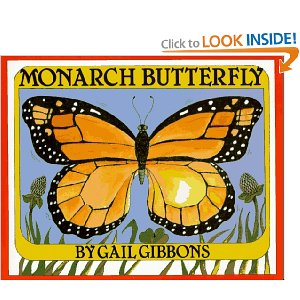 Click to LOOK INSIDE!
MONARCH BUTTERFLY
BY GAIL GIBBONS